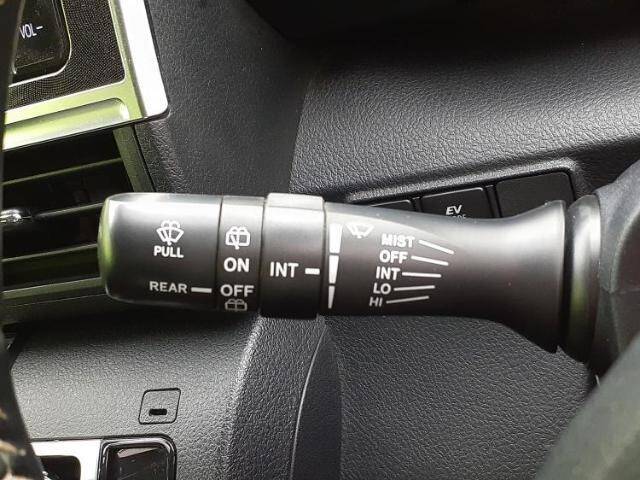 VOL-
EV
PULL
REAR
ON
OFF
INT
MIST
OFF
INT
LO
HI